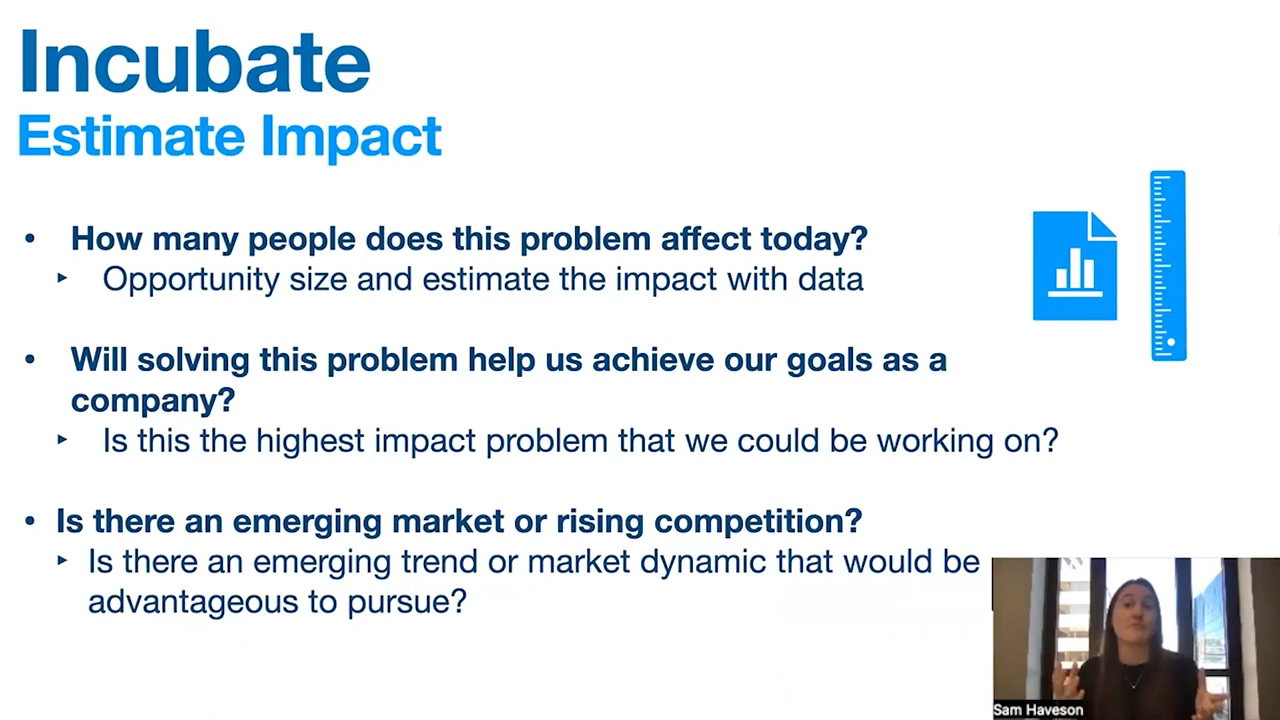 Incubate
Estimate Impact
• How many people does this problem affect today?
‣ Opportunity size and estimate the impact with data
• Will solving this problem help us achieve our goals as a
company?
‣ Is this the highest impact problem that we could be working on?
• Is there an emerging market or rising competition?
‣ Is there an emerging trend or market dynamic that would be
advantageous to pursue?
Sam Haveson